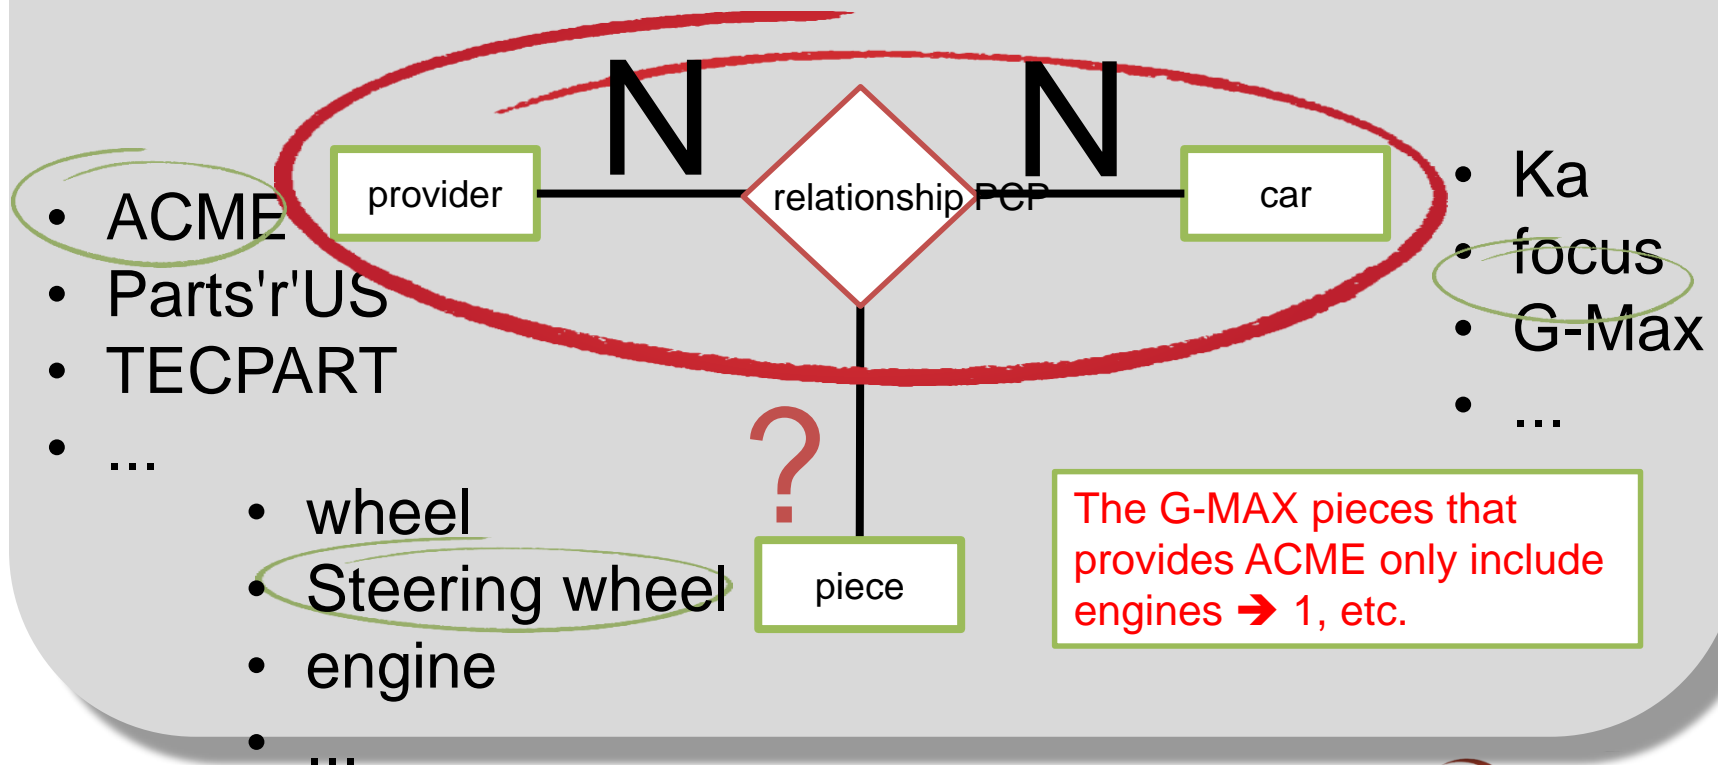 N N
provider
relationship PCP
car
• ACME
• Parts'r'US
• TECPART
• ...
• Ka
• focus
• G-Max
• ...
?
• wheel
• Steering wheel
• engine
• ...
piece
The G-MAX pieces that
provides ACME only include
engines ➔ 1, etc.